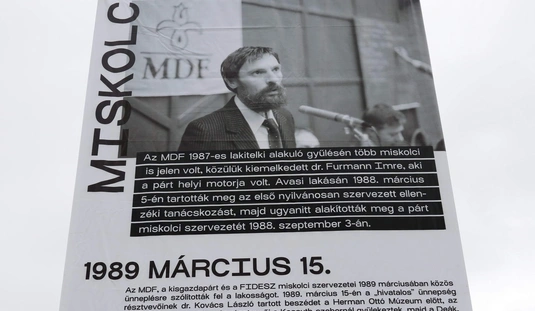 MISKOLC
MDF
Az MDF 1987-es lakitelki alakuló gyűlésén több miskolci
is jelen volt, közülük kiemelkedett dr. Furmann Imre, aki
a párt helyi motorja volt. Avasi lakásán 1988. március
5-én tartották meg az első nyilvánosan szervezett ellen-
zéki tanácskozást, majd ugyanitt alakították meg a párt
miskolci szervezetét 1988. szeptember 3-án.
1989 MÁRCIUS 15.
Az MDF, a kisgazdapárt és a FIDESZ miskolci szervezetei 1989 márciusában közös
ünneplésre szólították fel a lakosságot. 1989. március 15-én a „hivatalos” ünnepség
résztvevőinek dr. Kovács László tartott beszédet a Herman Ottó Múzeum előtt, az